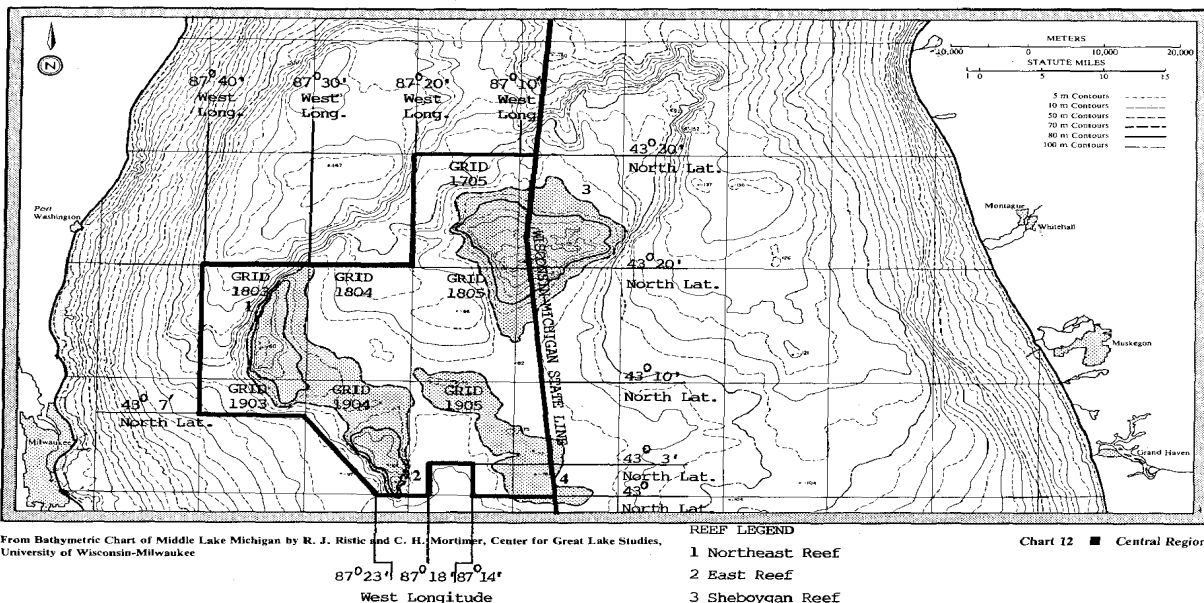 METERS
10,000 0 10,000 20,000
STATUTE MILES
1 0 5 10 15
5 m Contours
10 m Contours
50 m Contours
70 m Contours
80 m Contours
100 m Contours
N
87° 40' West Long.
87° 30' West Long.
87° 20' West Long.
87° 10' West Long.
43° 30' North Lat.
GRID 1705
3
Port Washington
Montague
Whitehall
43° 20' North Lat.
GRID 1803
GRID 1804
GRID 1805
1
WISCONSIN-MICHIGAN STATE LINE
Muskegon
43° 10' North Lat.
GRID 1903
GRID 1904
GRID 1905
43° 7' North Lat.
Milwaukee
Grand Haven
43° 3' North Lat.
2
4
43° North Lat.
From Bathymetric Chart of Middle Lake Michigan by R. J. Ristic and C. H. Mortimer, Center for Great Lake Studies,
University of Wisconsin-Milwaukee
Chart 12 ■ Central Region
87° 23' 87° 18' 87° 14'
West Longitude
REEF LEGEND
1 Northeast Reef
2 East Reef
3 Sheboygan Reef